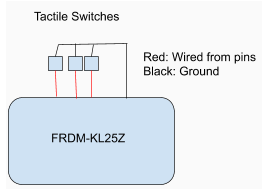 Tactile Switches
Red: Wired from pins
Black: Ground
FRDM-KL25Z